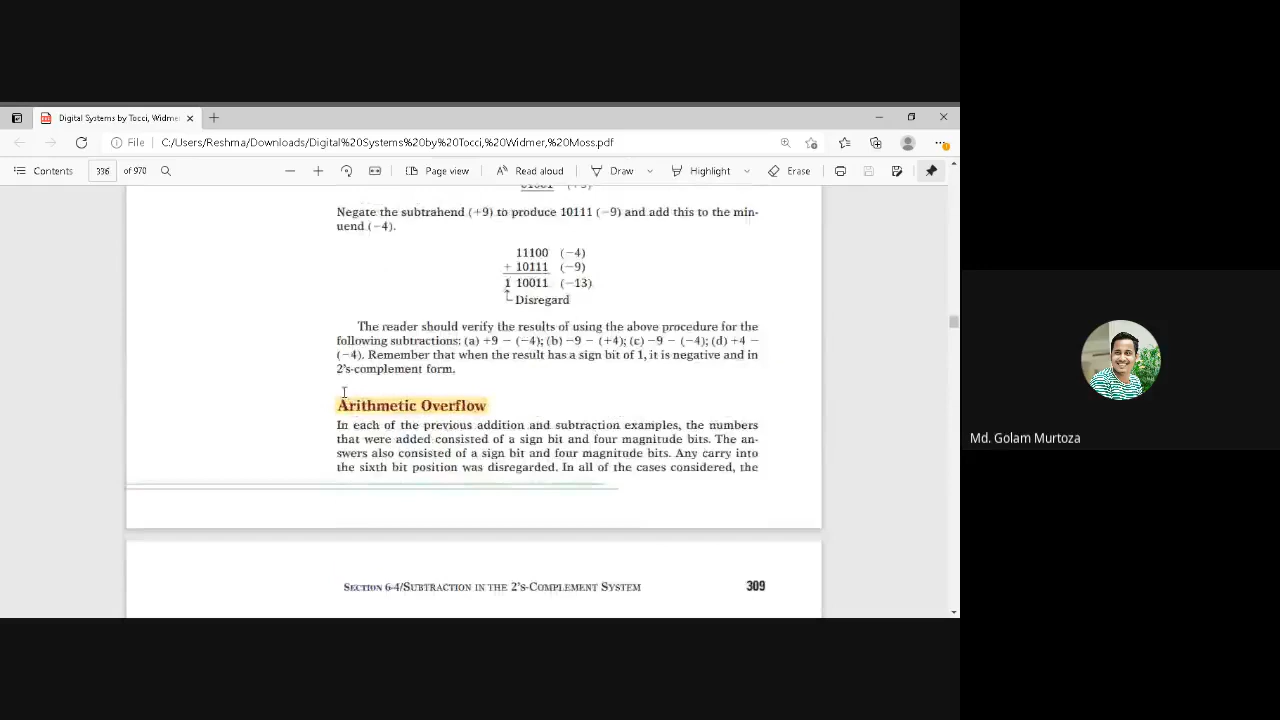 Digital Systems by Tocci, Widme
File C:/Users/Reshma/Downloads/Digital%20Systems%20by%20Tocci,%20Widmer,%20Moss.pdf
Contents 336 of 970 Page view Read aloud Draw Highlight Erase
Negate the subtrahend (+9) to produce 10111 (−9) and add this to the min-
uend (−4).
11100 (−4)
+ 10111 (−9)
1 10011 (−13)
Disregard
The reader should verify the results of using the above procedure for the
following subtractions: (a) +9 − (−4); (b) −9 − (+4); (c) −9 − (−4); (d) +4 −
(−4). Remember that when the result has a sign bit of 1, it is negative and in
2's-complement form.
Arithmetic Overflow
In each of the previous addition and subtraction examples, the numbers
that were added consisted of a sign bit and four magnitude bits. The an-
swers also consisted of a sign bit and four magnitude bits. Any carry into
the sixth bit position was disregarded. In all of the cases considered, the
SECTION 6-4/SUBTRACTION IN THE 2'S-COMPLEMENT SYSTEM 309
Md. Golam Murtoza